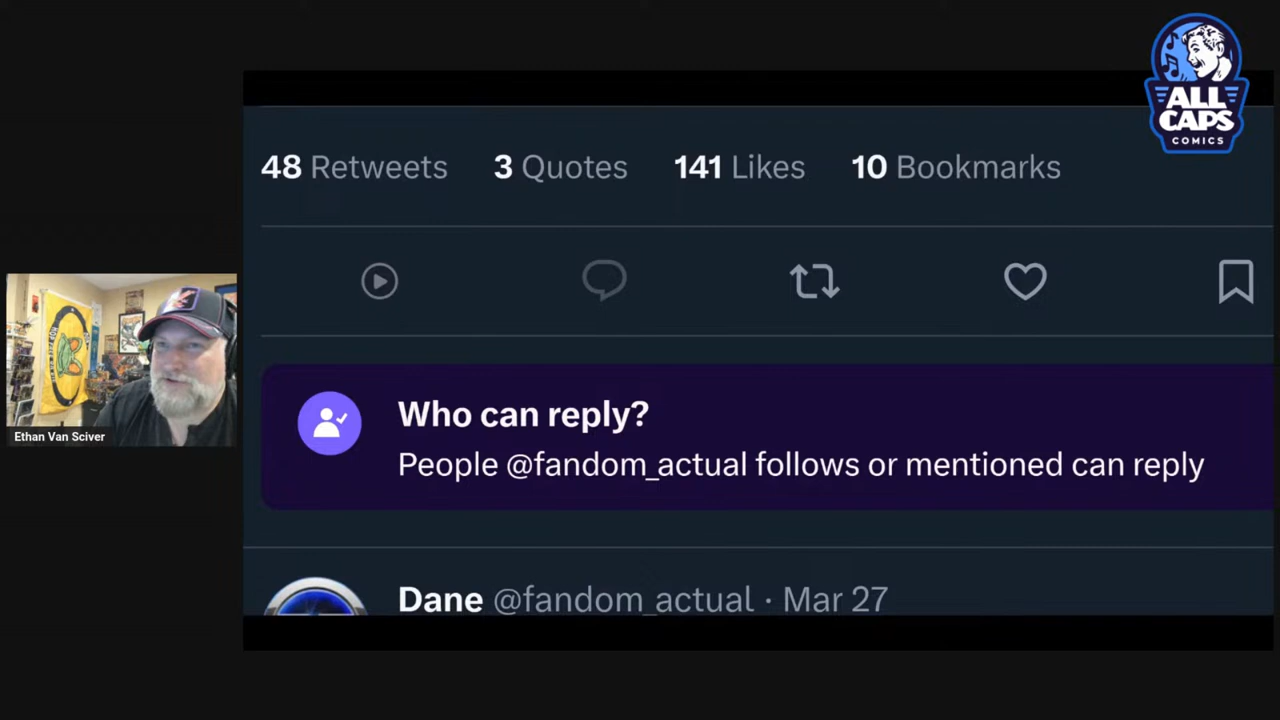 ALL
CAPS
COMICS
48 Retweets 3 Quotes 141 Likes 10 Bookmarks
Who can reply?
People @fandom_actual follows or mentioned can reply
Ethan Van Sciver
Dane @fandom_actual · Mar 27